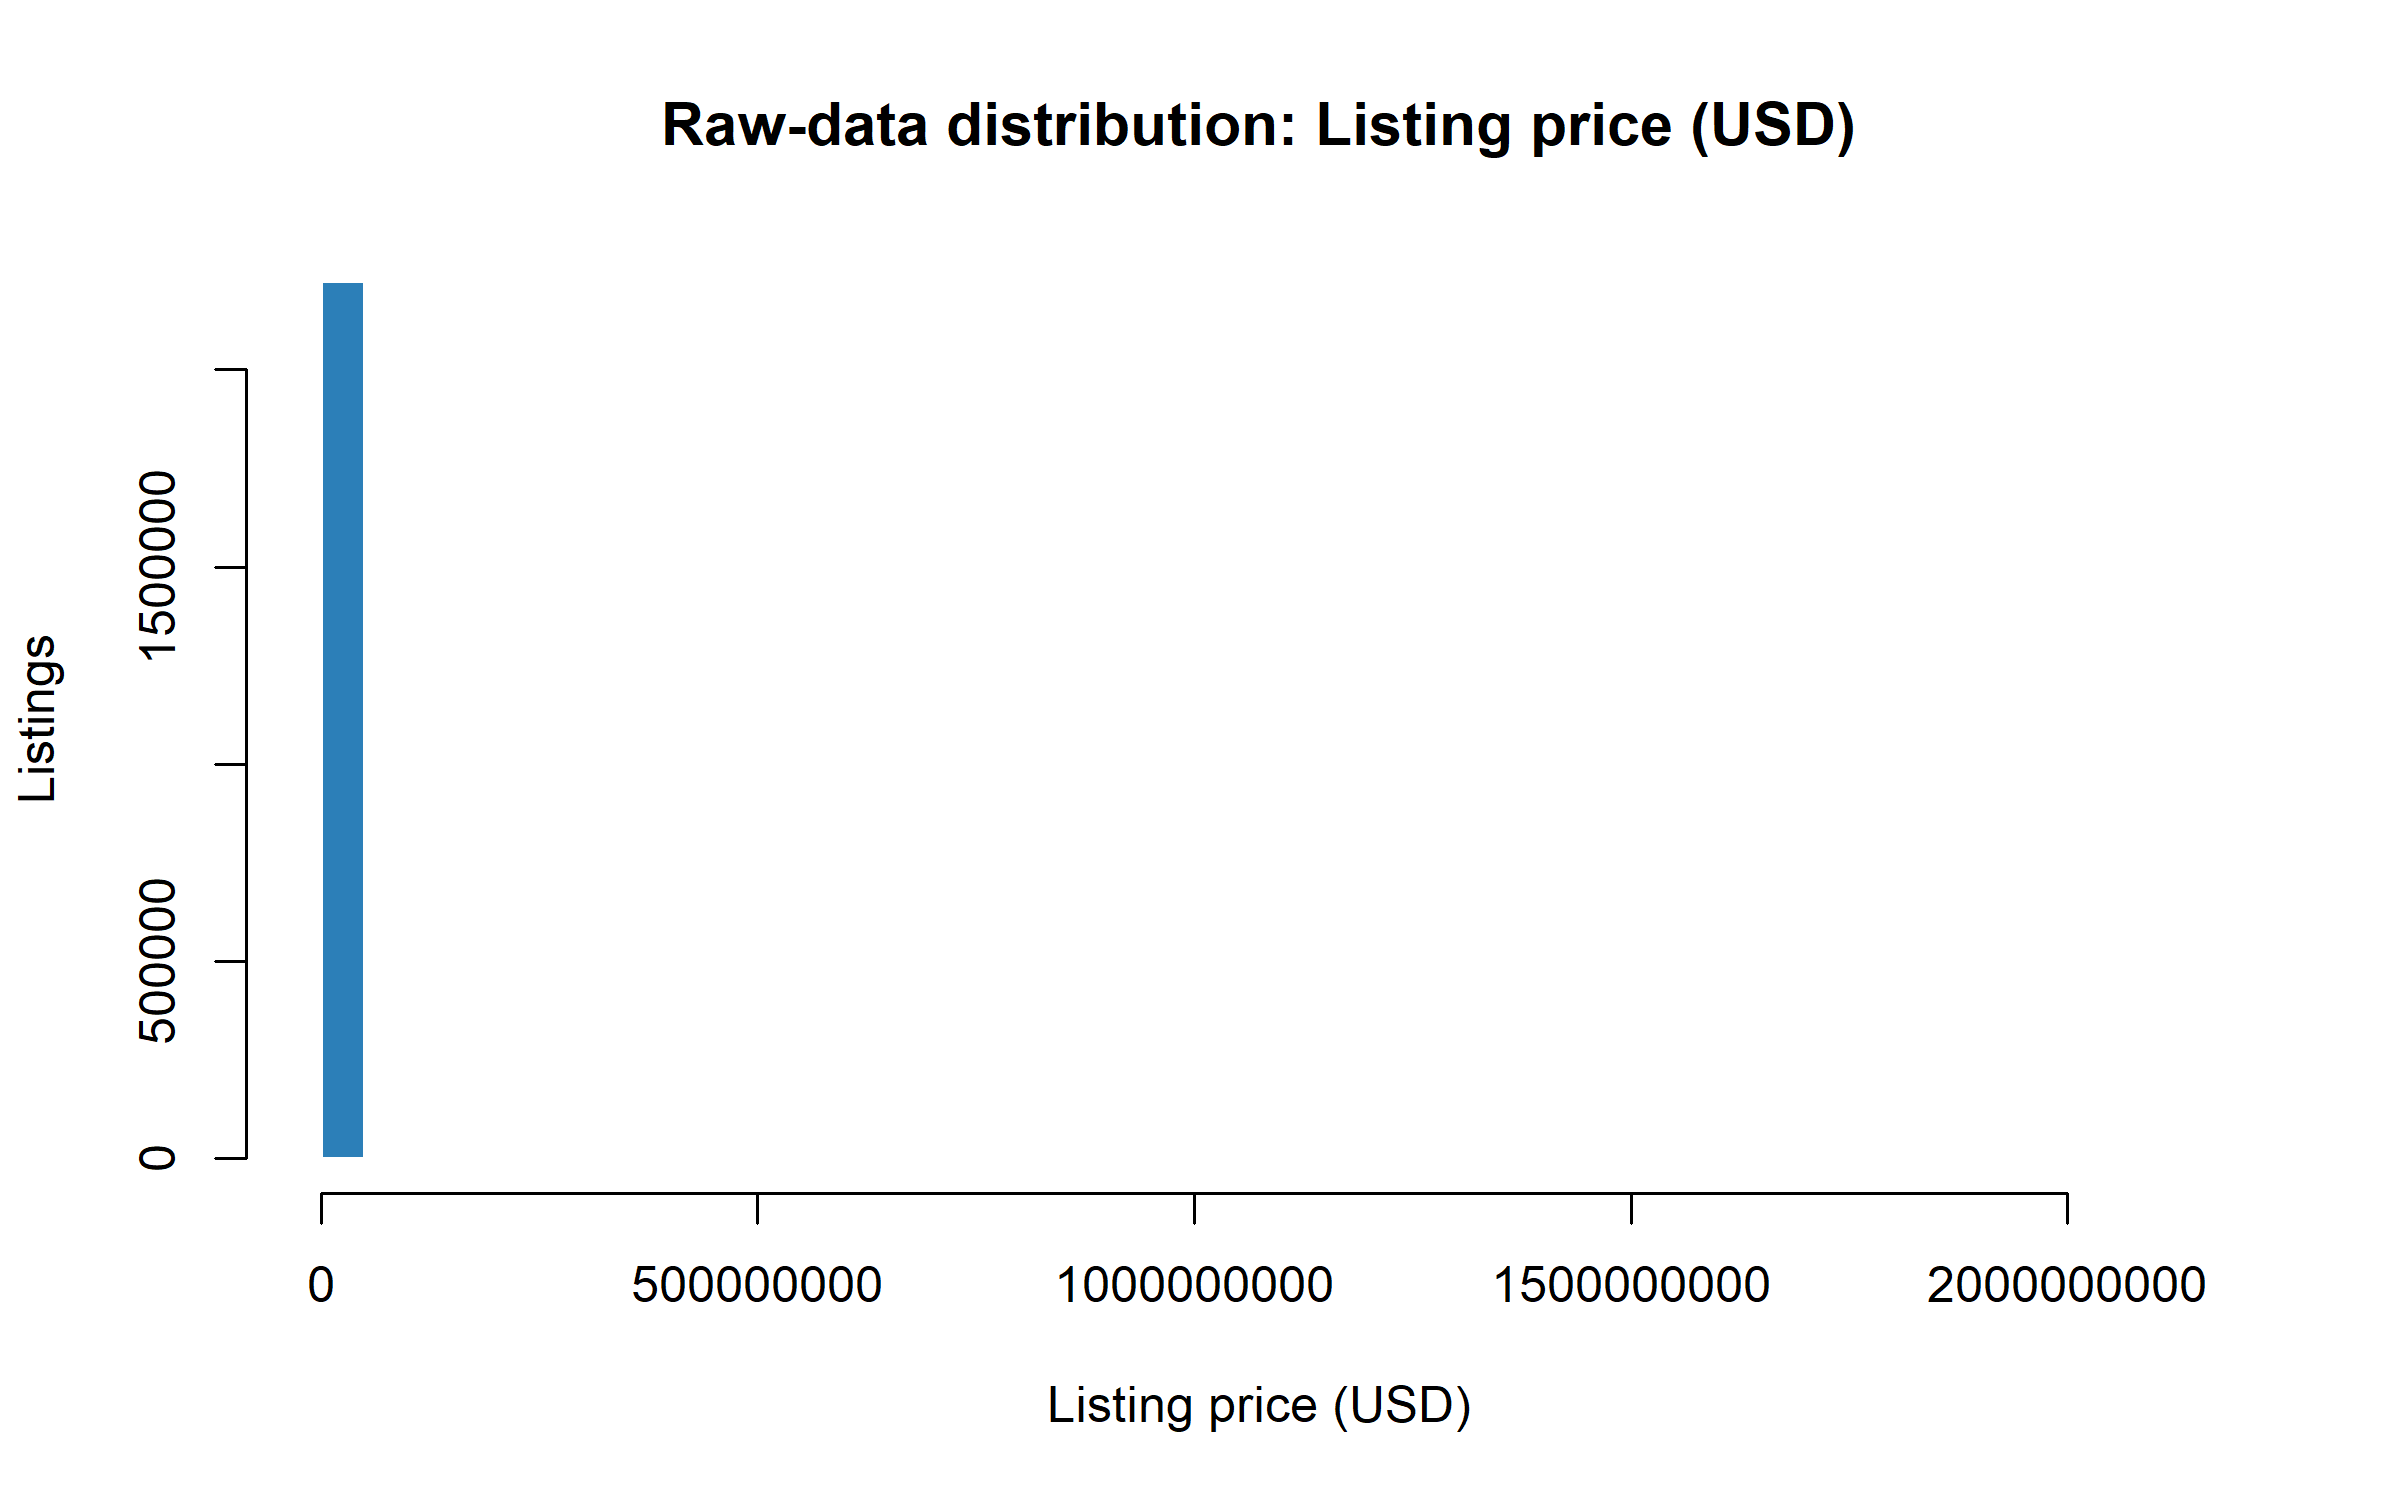 Raw-data distribution: Listing price (USD)
Listings
1500000
500000
0
0 500000000 1000000000 1500000000 2000000000
Listing price (USD)